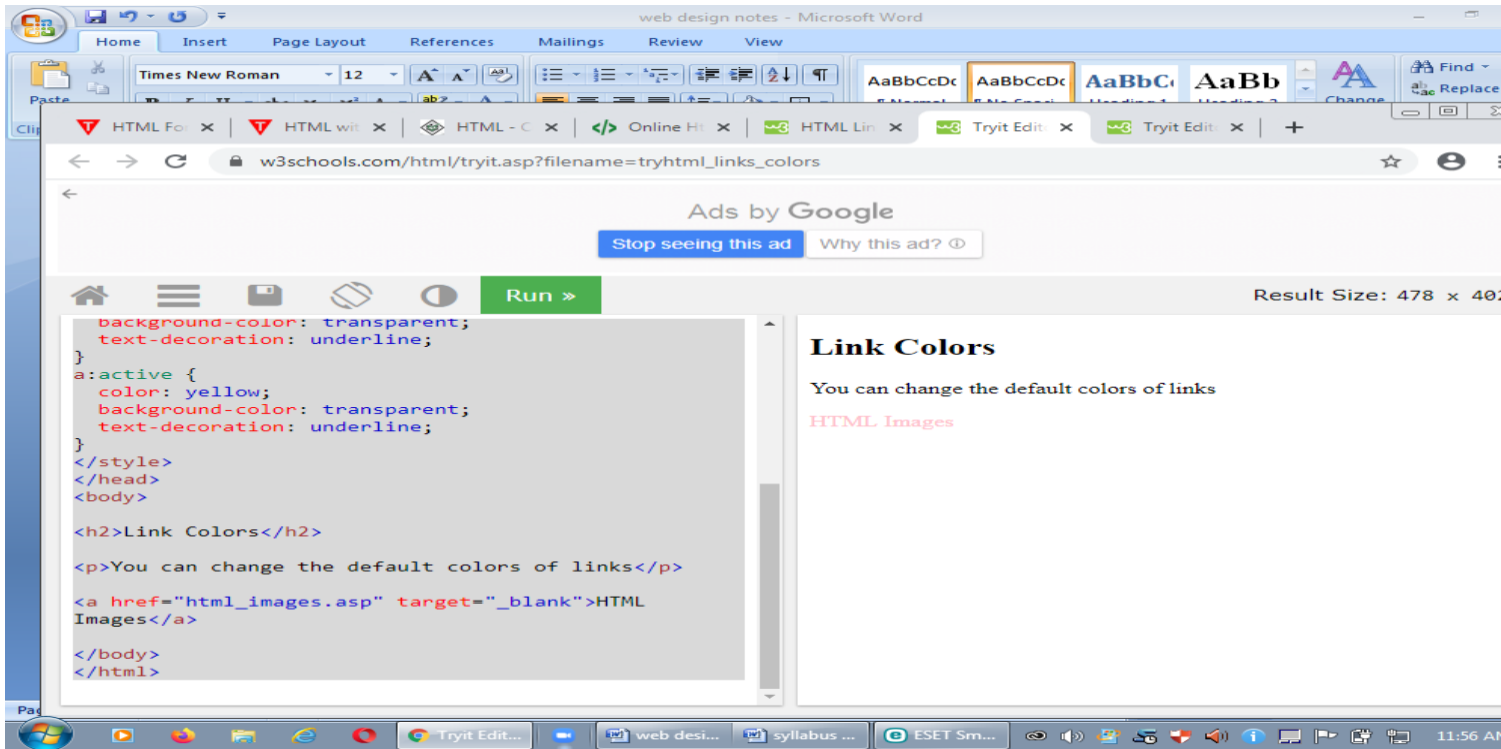 web design notes - Microsoft Word
Home Insert Page Layout References Mailings Review View
Times New Roman 12
AaBbCcDc AaBbCcDc AaBbC AaBb
Find
Replace
Paste
Change
HTML Fo HTML wit HTML - C Online Ht HTML Lin Tryit Edit Tryit Edit
w3schools.com/html/tryit.asp?filename=tryhtml_links_colors
Ads by Google
Stop seeing this ad Why this ad?
Run »
Result Size: 478 x 402
background-color: transparent;
text-decoration: underline;
}
a:active {
color: yellow;
background-color: transparent;
text-decoration: underline;
}
</style>
</head>
<body>
<h2>Link Colors</h2>
<p>You can change the default colors of links</p>
<a href="html_images.asp" target="_blank">HTML
Images</a>
</body>
</html>
Link Colors
You can change the default colors of links
HTML Images
Tryit Edit... web desi... syllabus ... ESET Sm... 11:56 AM